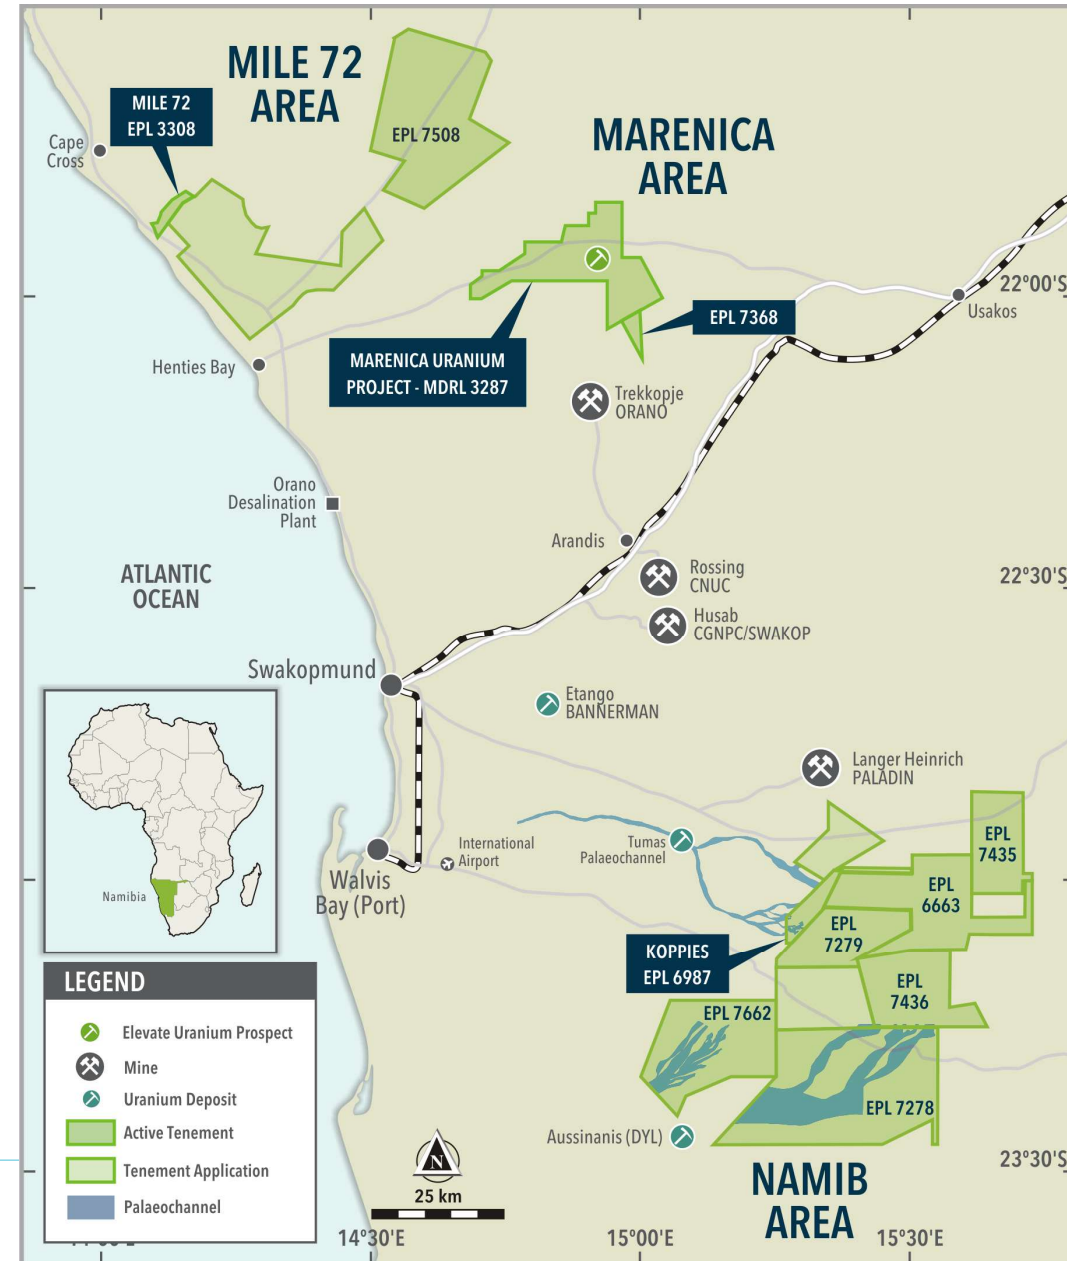 MILE 72
AREA
MILE 72
EPL 3308
Cape
Cross
EPL 7508
MARENICA
AREA
22°00'S
Usakos
EPL 7368
MARENICA URANIUM
PROJECT - MDRL 3287
Henties Bay
Trekkopje
ORANO
Orano
Desalination
Plant
Arandis
Rossing
CNUC
22°30'S
ATLANTIC
OCEAN
Husab
CGNPC/SWAKOP
Swakopmund
Etango
BANNERMAN
Langer Heinrich
PALADIN
International
Airport
Tumas
Palaeochannel
Walvis
Bay (Port)
EPL
7435
EPL
6663
EPL
7279
KOPPIES
EPL 6987
EPL
7436
EPL 7662
EPL 7278
Aussinanis (DYL)
Namibia
LEGEND
Elevate Uranium Prospect
Mine
Uranium Deposit
Active Tenement
Tenement Application
Palaeochannel
N
25 km
NAMIB
AREA
23°30'S
14°30'E
15°00'E
15°30'E